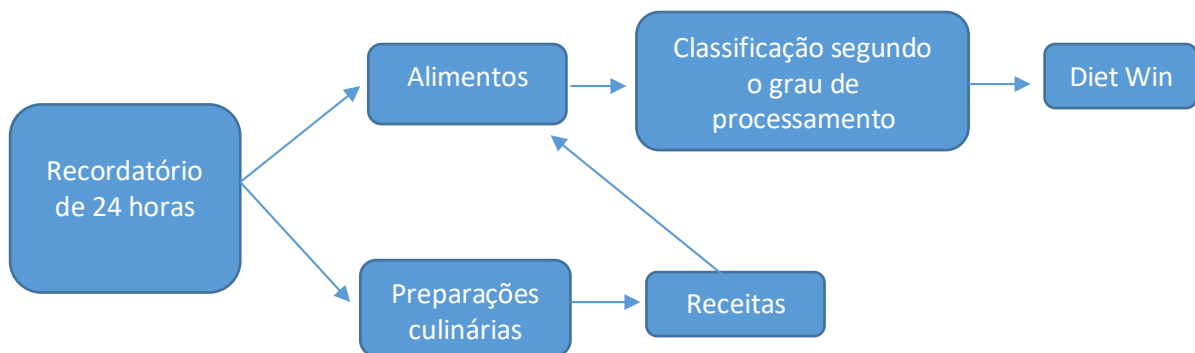 Recordatório
de 24 horas
Alimentos
Classificação segundo
o grau de
processamento
Diet Win
Preparações
culinárias
Receitas